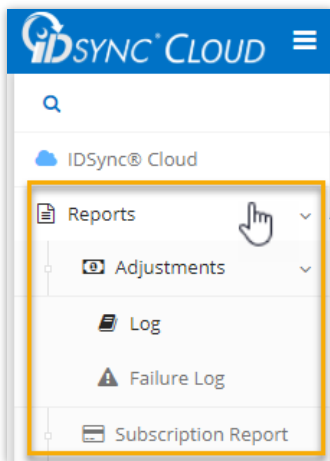 IDSYNC® CLOUD
IDSync® Cloud
Reports
Adjustments
Log
Failure Log
Subscription Report